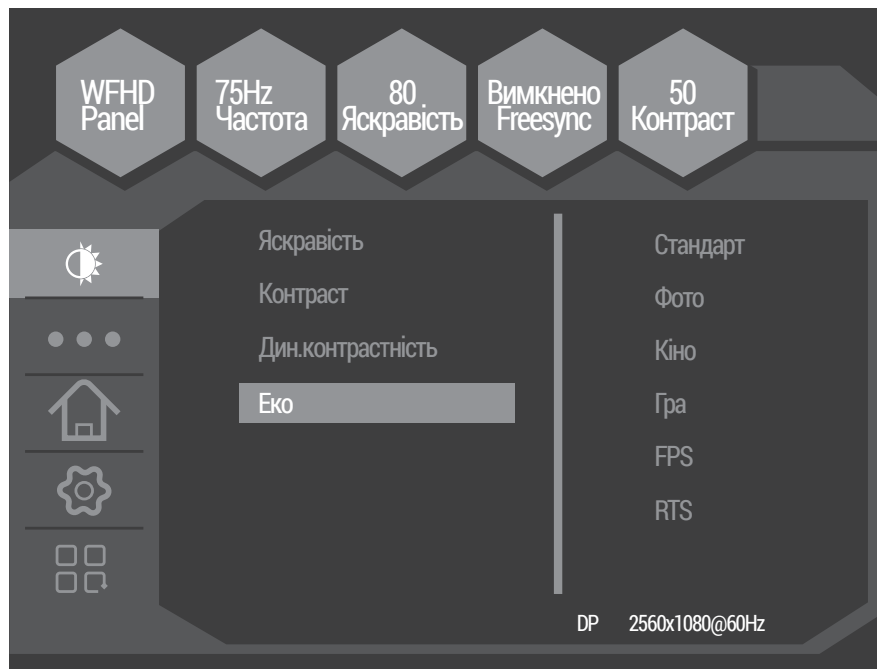 WFHD
Panel
75Hz
Частота
80
Яскравість
Вимкнено
Freesync
50
Контраст
Яскравість
Контраст
Дин.контрастність
Еко
Стандарт
Фото
Кіно
Гра
FPS
RTS
DP 2560x1080@60Hz